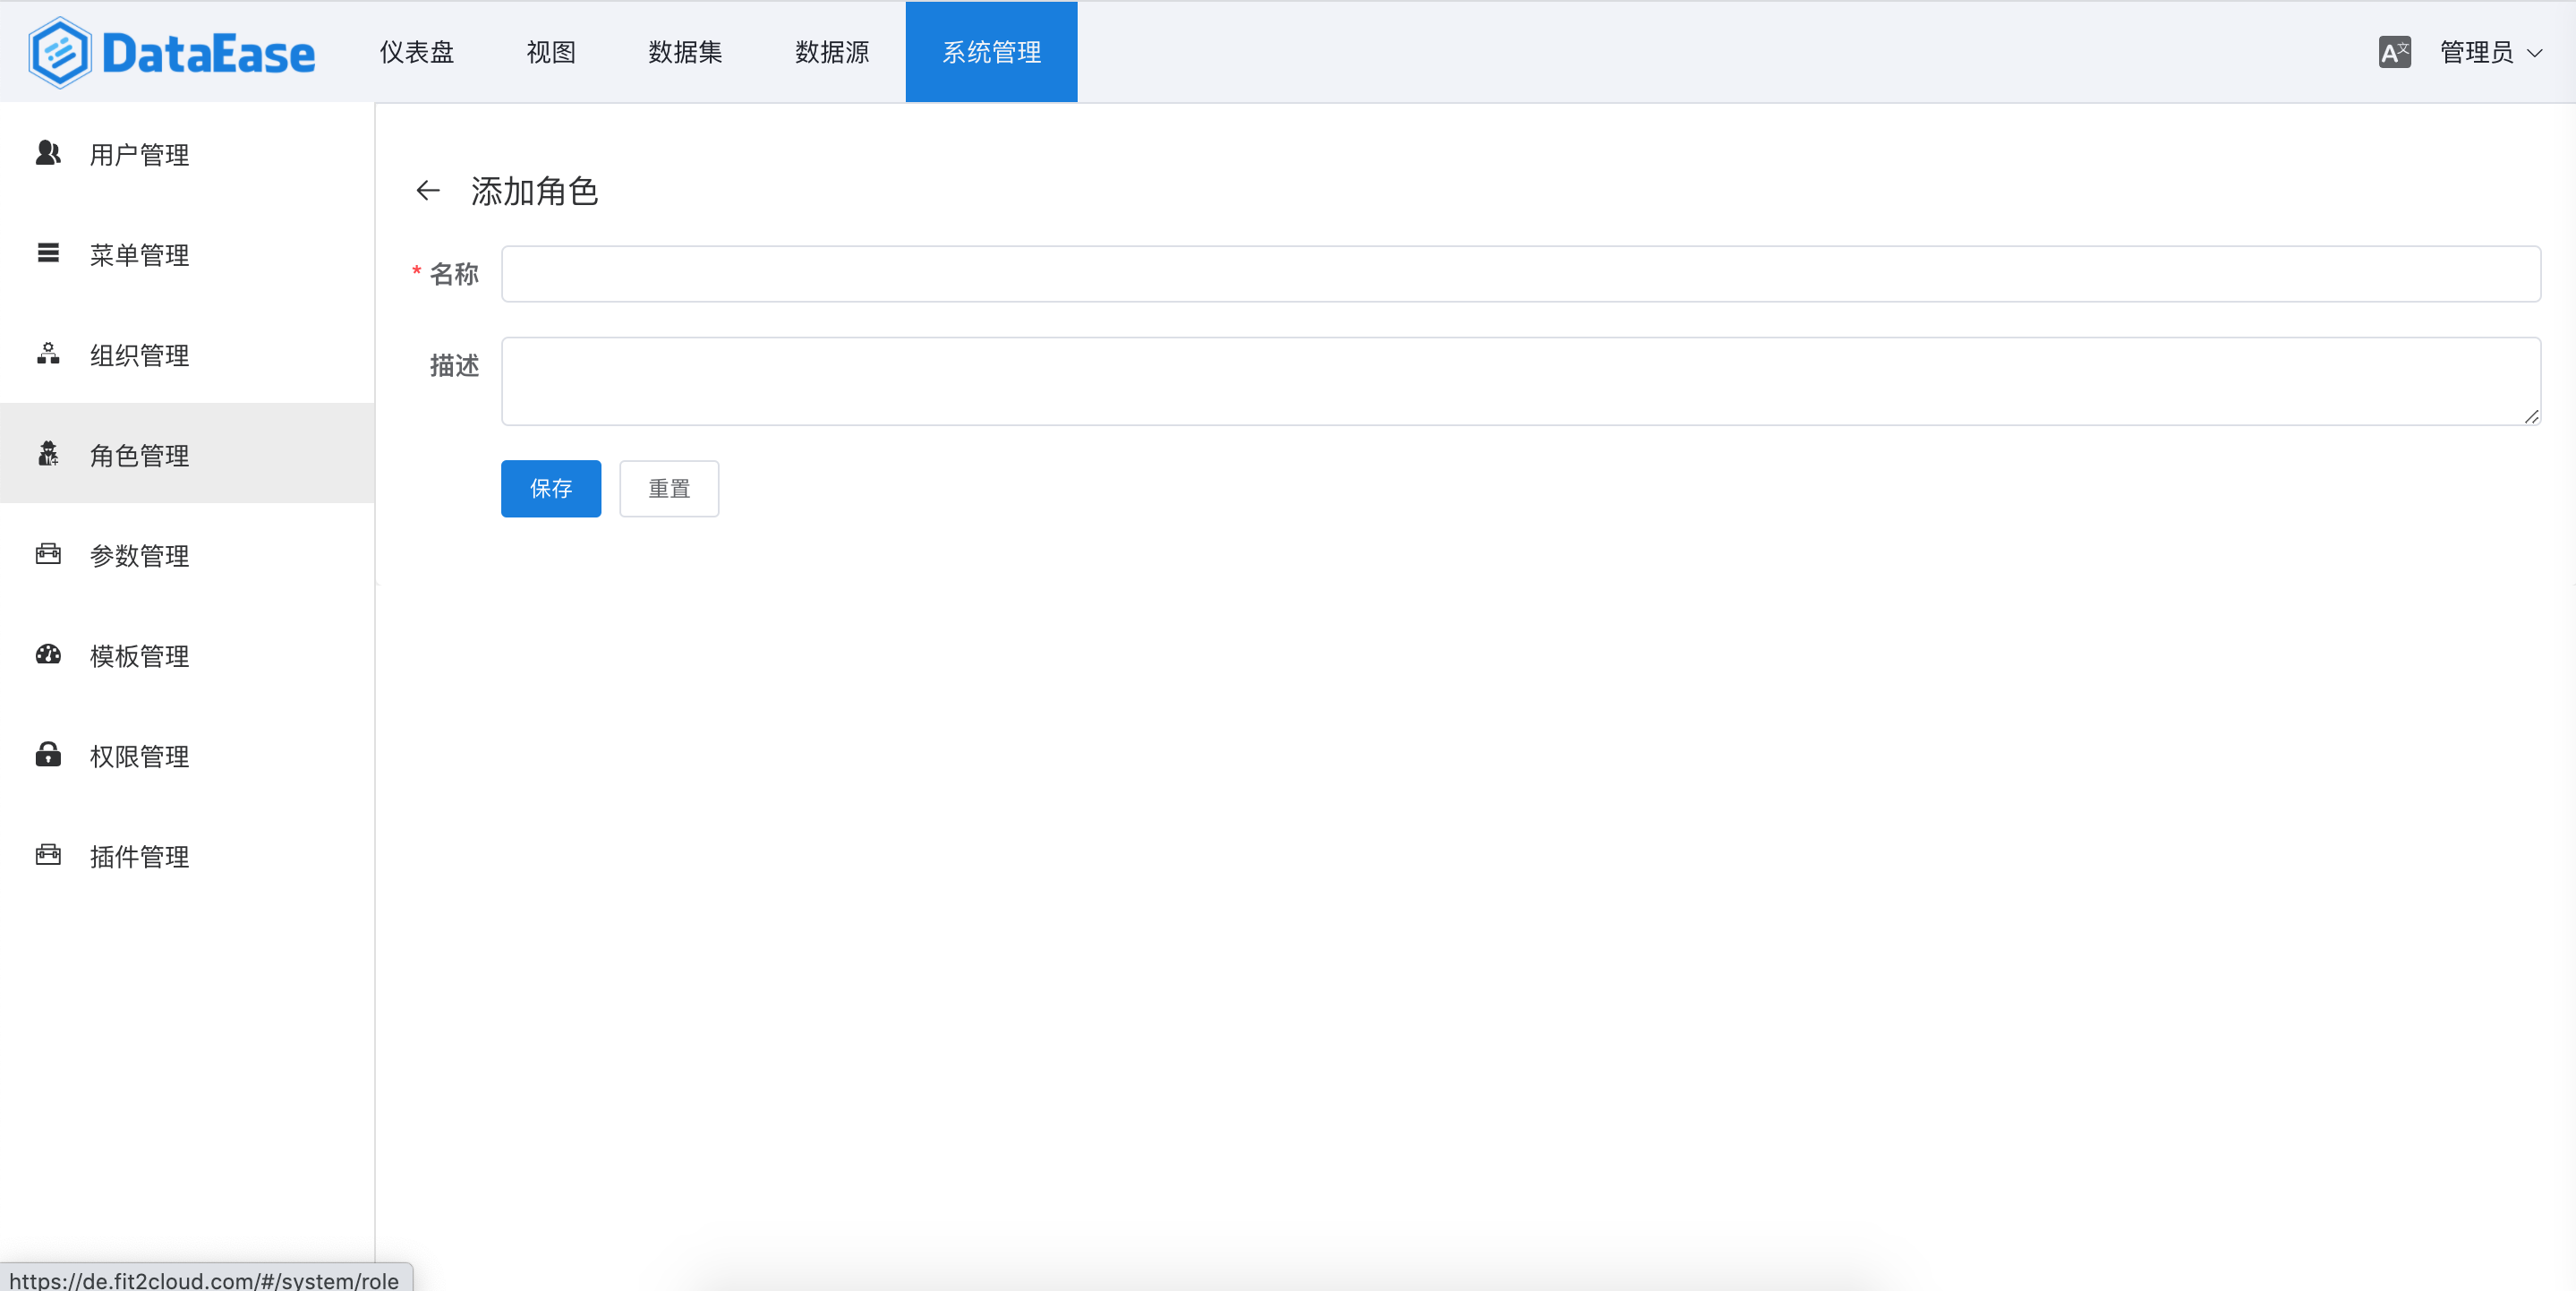 DataEase 仪表盘 视图 数据集 数据源 系统管理 A文 管理员
用户管理
菜单管理
组织管理
角色管理
参数管理
模板管理
权限管理
插件管理
添加角色
* 名称
描述
保存 重置
https://de.fit2cloud.com/#/system/role